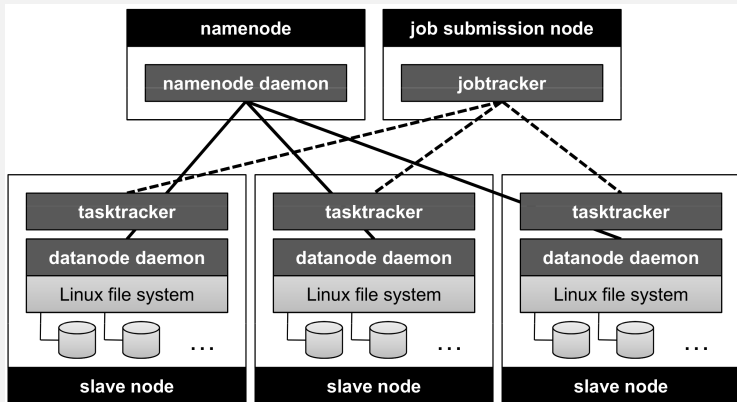 namenode
job submission node
namenode daemon
jobtracker
tasktracker
tasktracker
tasktracker
datanode daemon
datanode daemon
datanode daemon
Linux file system
Linux file system
Linux file system
...
...
...
slave node
slave node
slave node